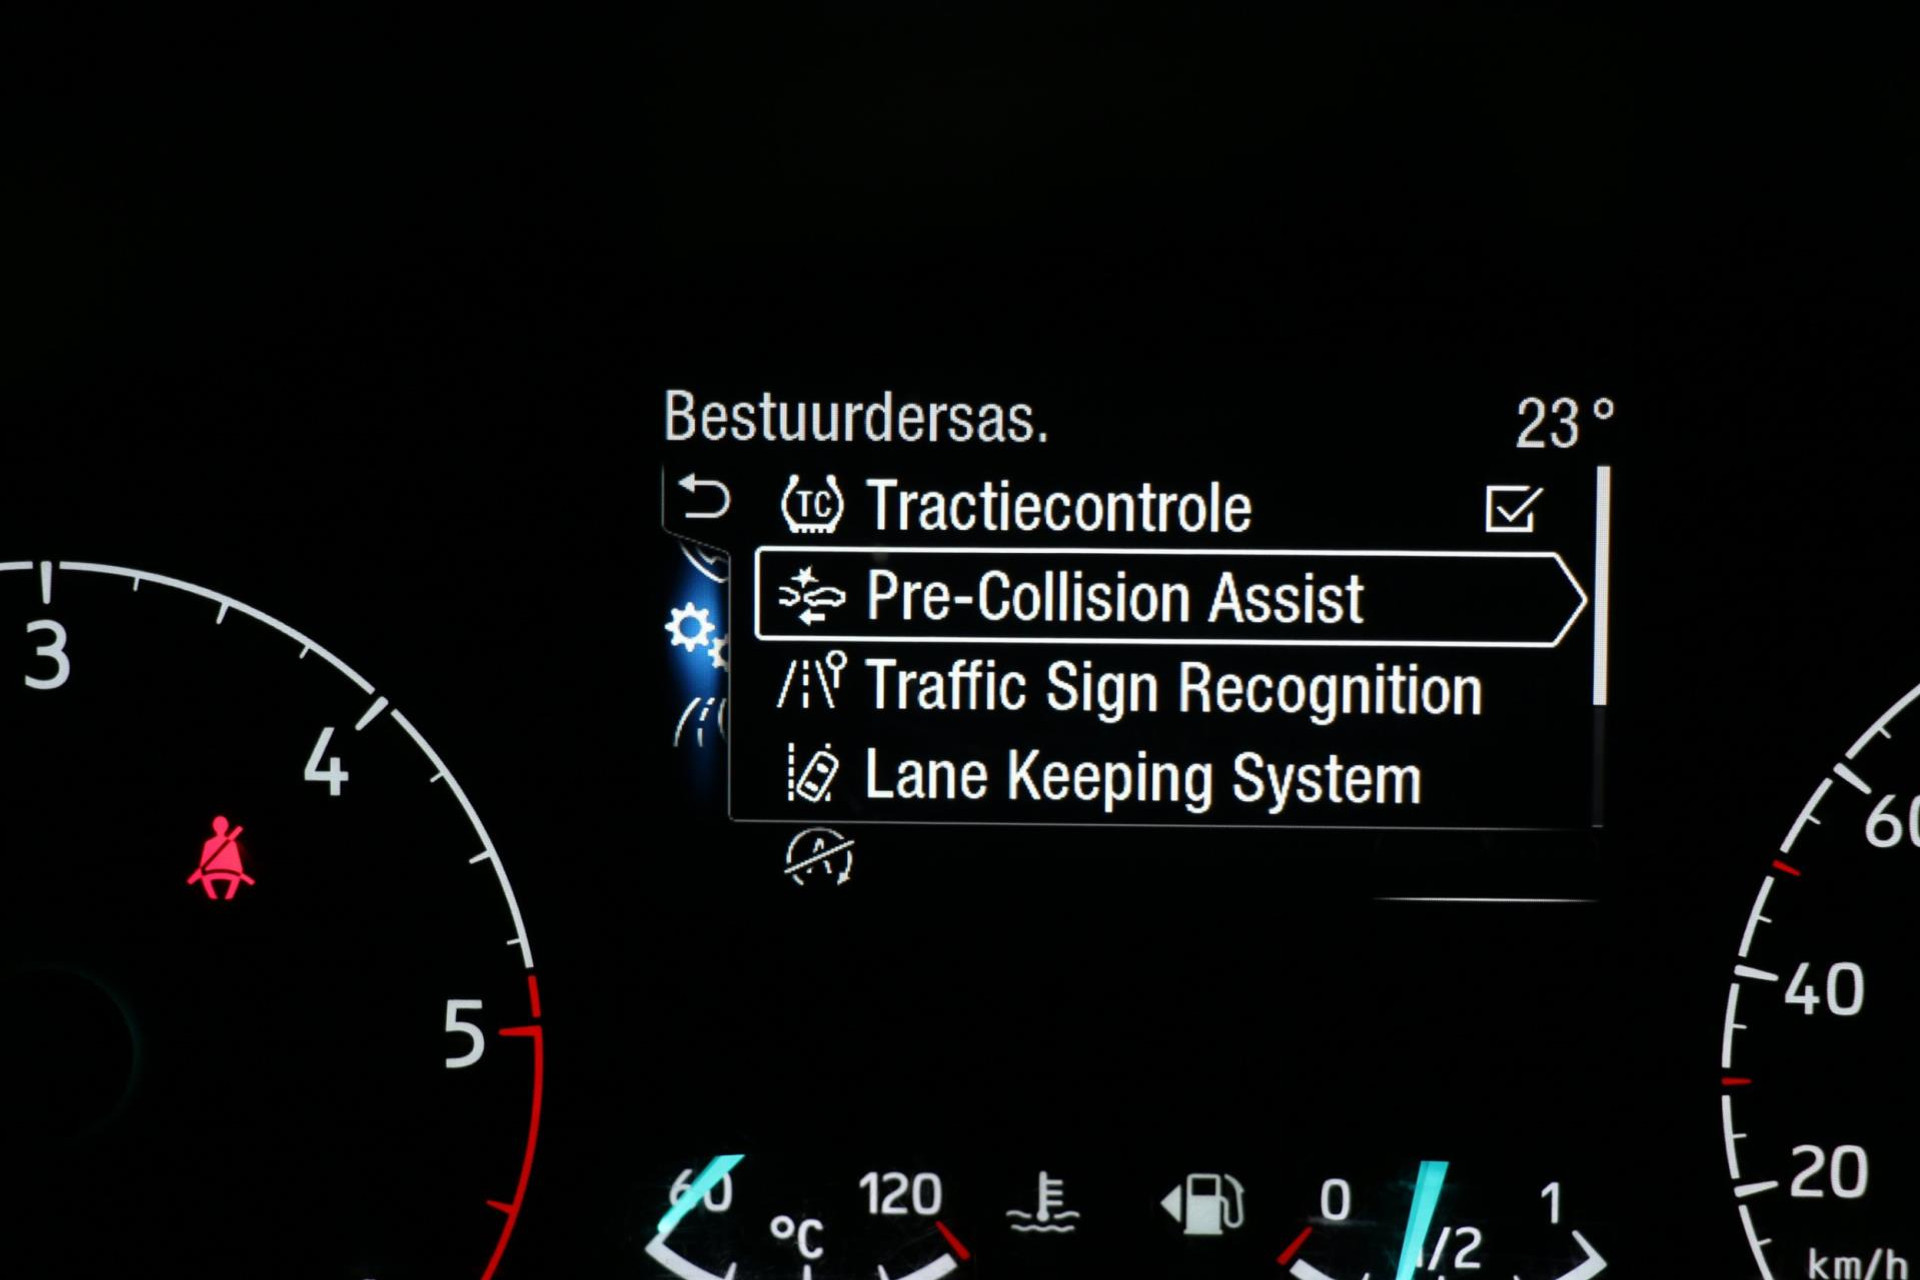 Bestuurdersas. 23°
TC Tractiecontrole
Pre-Collision Assist
Traffic Sign Recognition
Lane Keeping System
A
3
4
5
60
40
20
km/h
60 120
°C
0 1/2 1